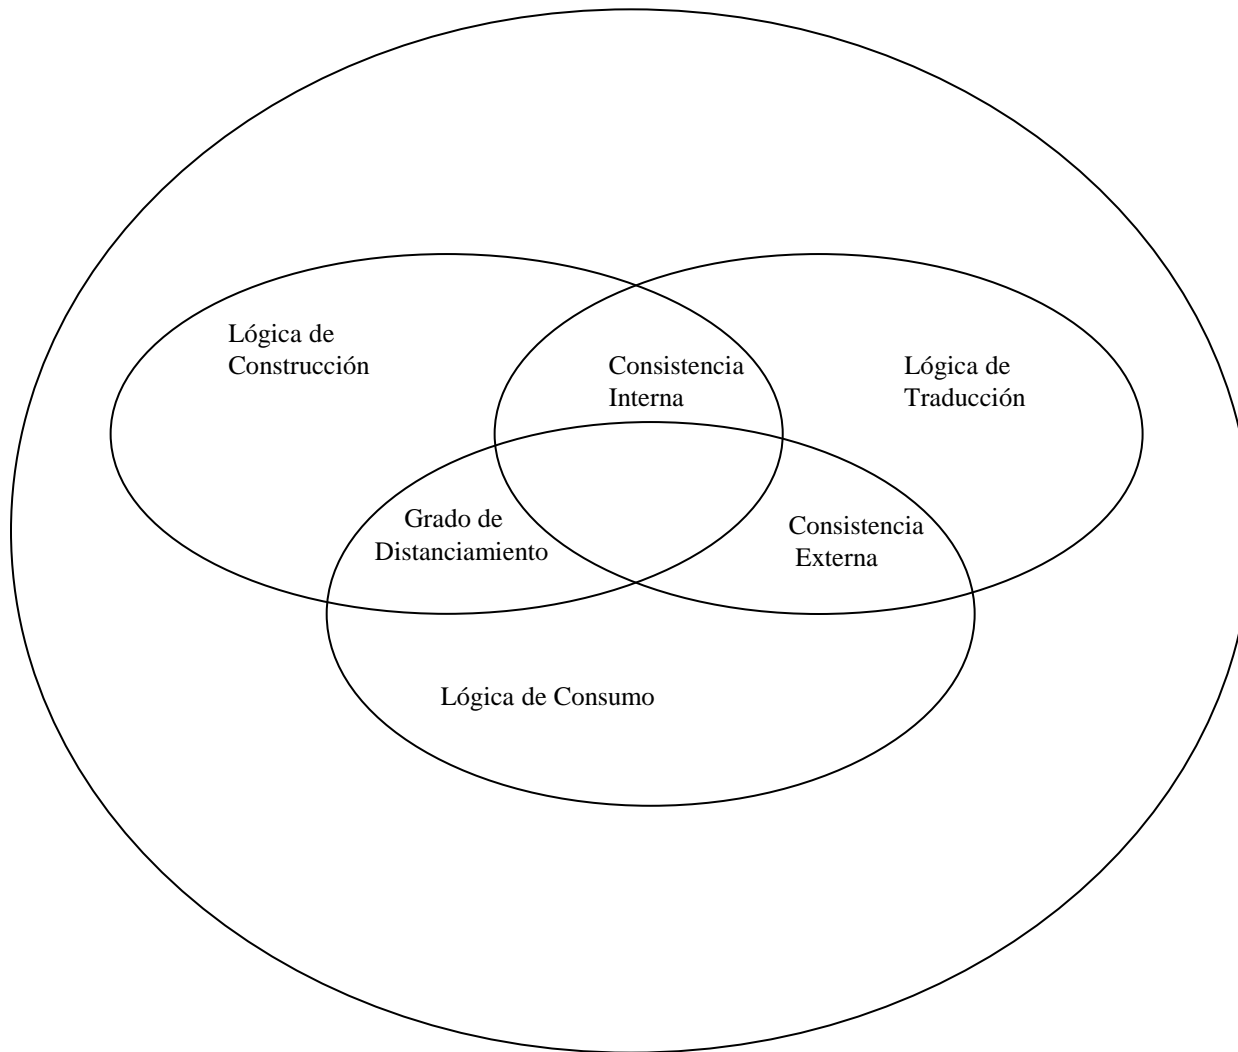 Lógica de
Construcción
Consistencia
Interna
Lógica de
Traducción
Grado de
Distanciamiento
Consistencia
Externa
Lógica de Consumo